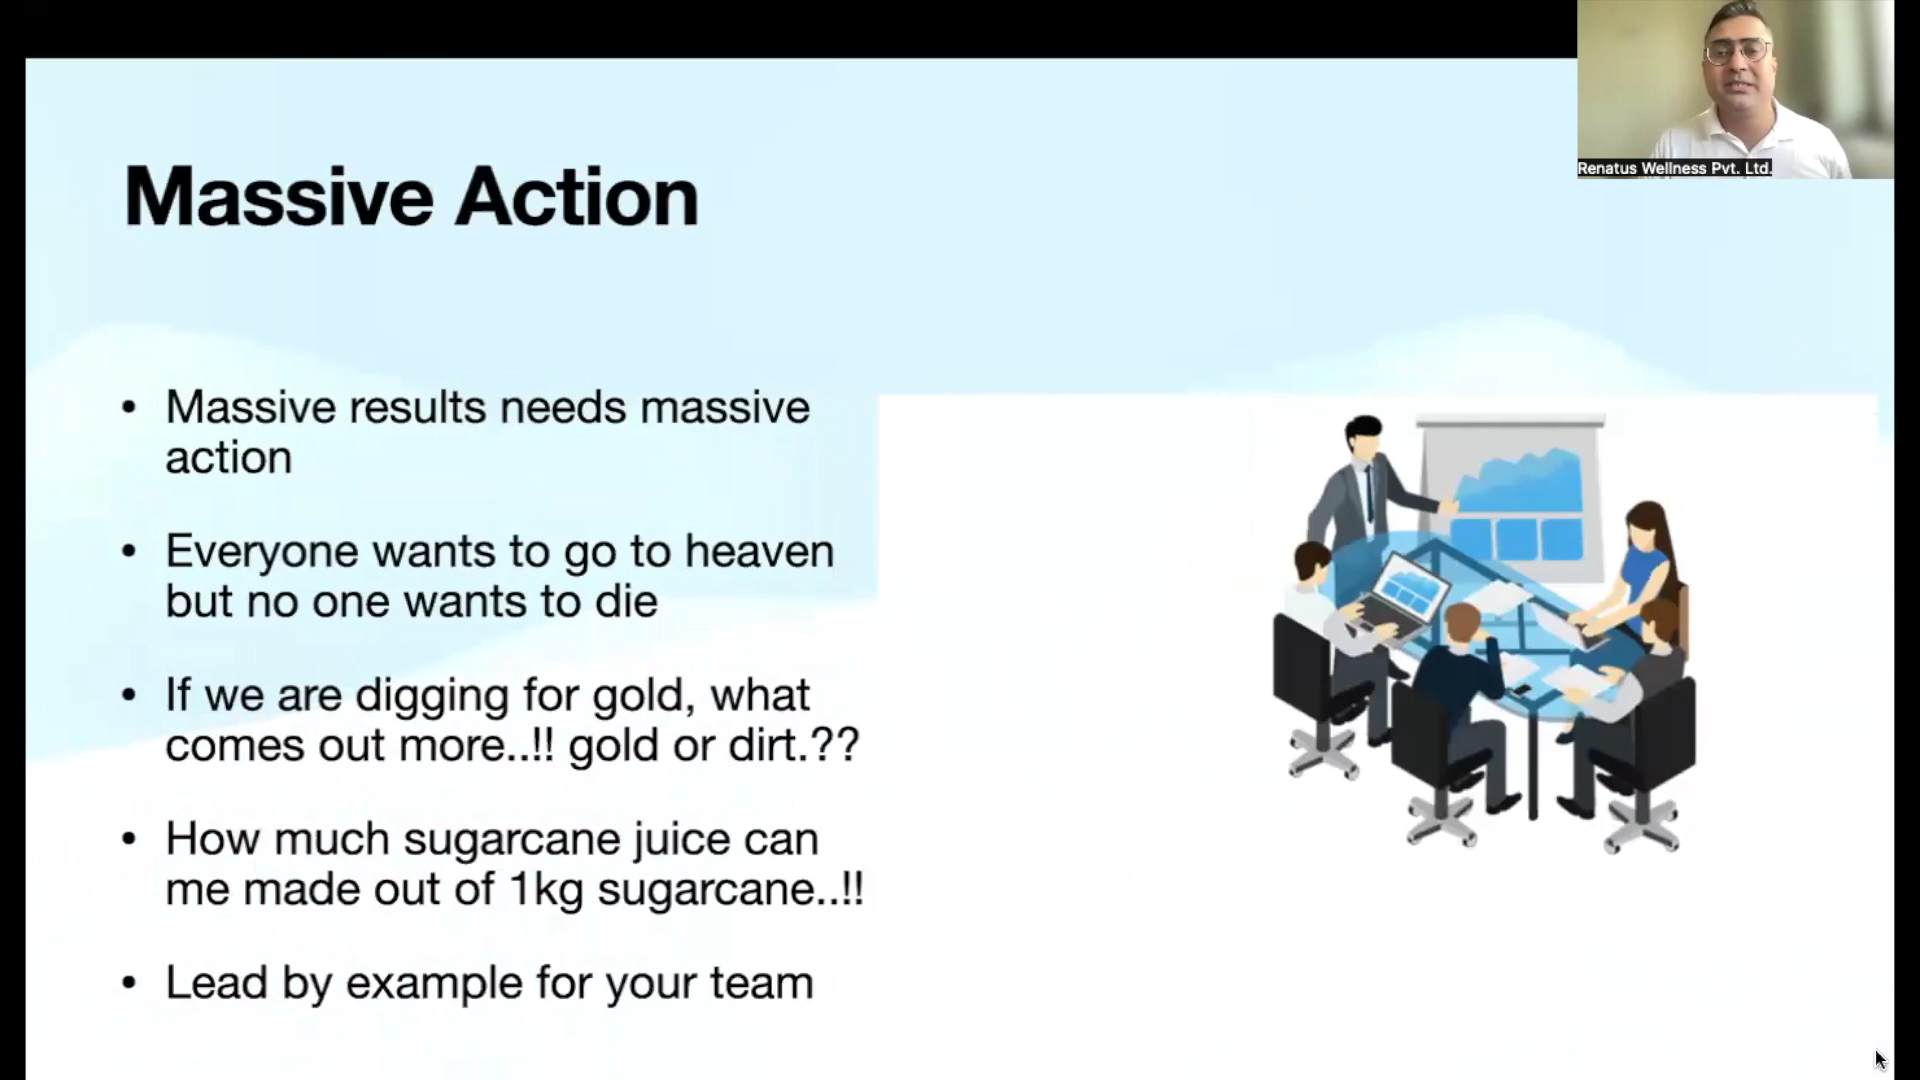 Renatus Wellness Pvt. Ltd.
Massive Action
• Massive results needs massive
action
• Everyone wants to go to heaven
but no one wants to die
• If we are digging for gold, what
comes out more..!! gold or dirt.??
• How much sugarcane juice can
me made out of 1kg sugarcane..!!
• Lead by example for your team